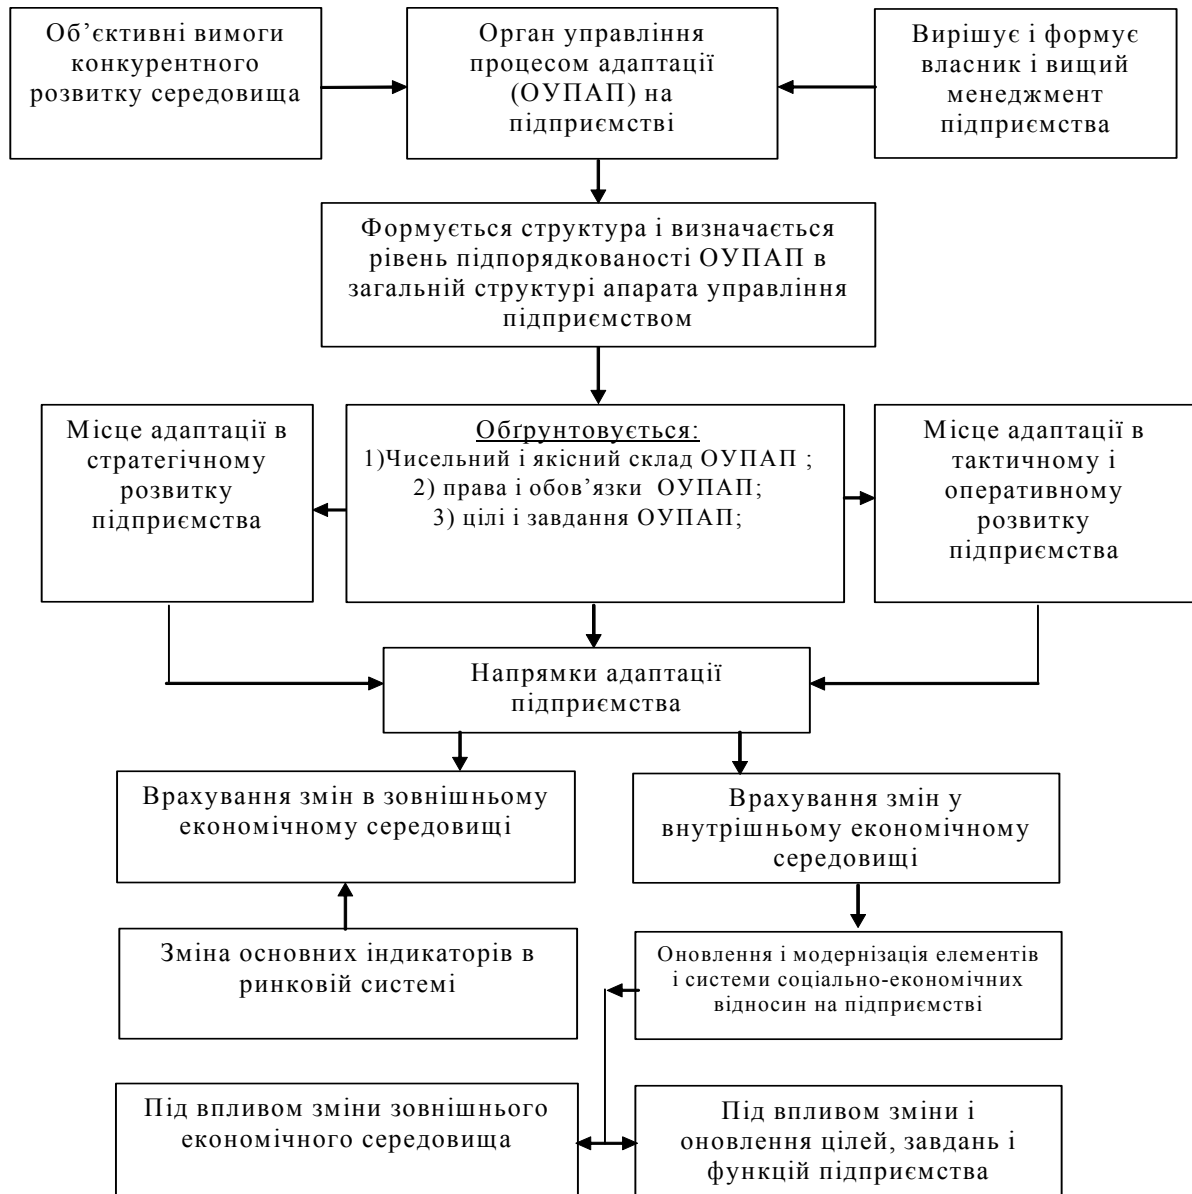 Об’єктивні вимоги
конкурентного
розвитку середовища
Орган управління
процесом адаптації
(ОУПАП) на
підприємстві
Вирішує і формує
власник і вищий
менеджмент
підприємства
Формується структура і визначається
рівень підпорядкованості ОУПАП в
загальній структурі апарата управління
підприємством
Місце адаптації в
стратегічному
розвитку
підприємства
Обґрунтовується:
1)Чисельний і якісний склад ОУПАП ;
2) права і обов’язки ОУПАП;
3) цілі і завдання ОУПАП;
Місце адаптації в
тактичному і
оперативному
розвитку
підприємства
Напрямки адаптації
підприємства
Врахування змін в зовнішньому
економічному середовищі
Врахування змін у
внутрішньому економічному
середовищі
Зміна основних індикаторів в
ринковій системі
Оновлення і модернізація елементів
і системи соціально-економічних
відносин на підприємстві
Під впливом зміни зовнішнього
економічного середовища
Під впливом зміни і
оновлення цілей, завдань і
функцій підприємства